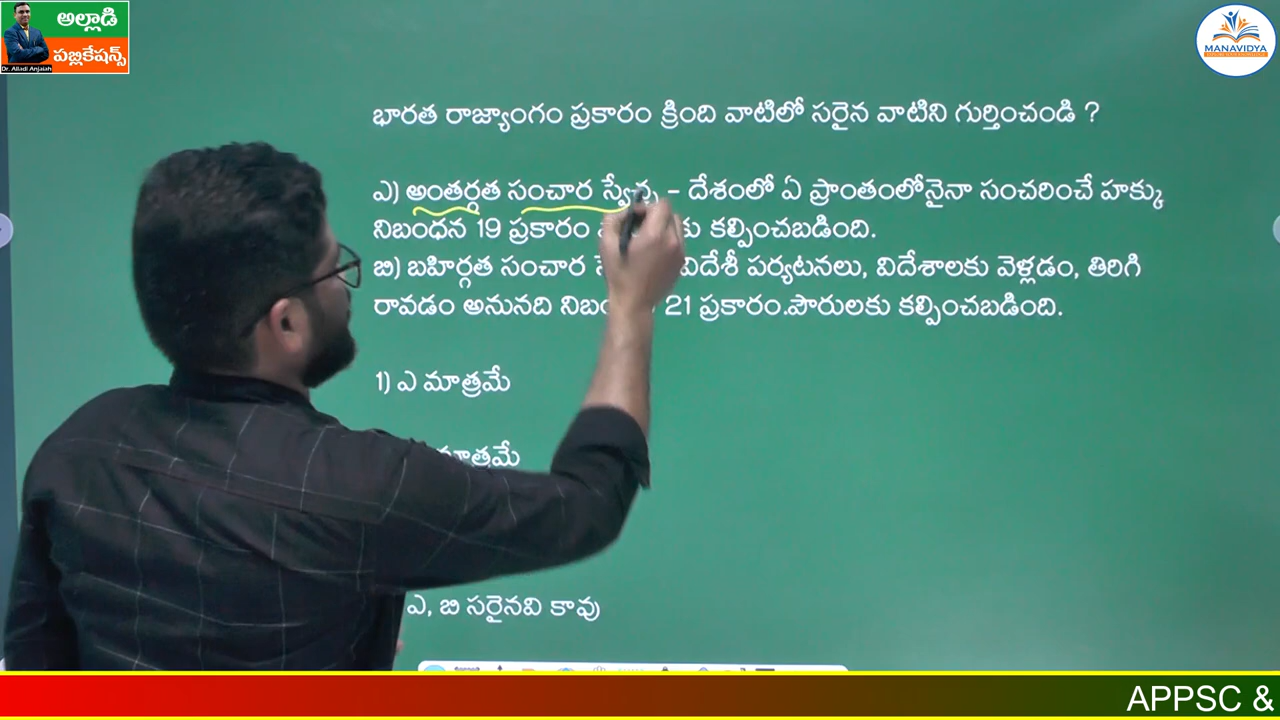 అల్లాడి
పబ్లికేషన్స్
Dr. Alladi Anjaiah
MANAVIDYA
భారత రాజ్యాంగం ప్రకారం క్రింది వాటిలో సరైన వాటిని గుర్తించండి ?
ఎ) అంతర్గత సంచార స్వేచ్ఛ – దేశంలో ఏ ప్రాంతంలోనైనా సంచరించే హక్కు
నిబంధన 19 ప్రకారం కల్పించబడింది.
బి) బహిర్గత సంచార విదేశీ పర్యటనలు, విదేశాలకు వెళ్లడం, తిరిగి
రావడం అనునది 21 ప్రకారం.పౌరులకు కల్పించబడింది.
1) ఎ మాత్రమే
మాత్రమే
ఎ, బి సరైనవి కావు
APPSC &